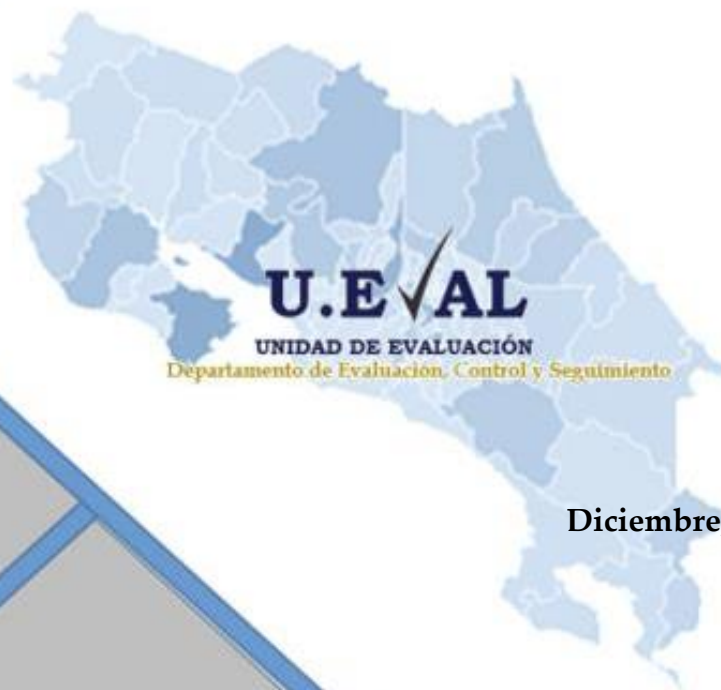 U.E✓AL
UNIDAD DE EVALUACIÓN
Departamento de Evaluación, Control y Seguimiento
Diciembre